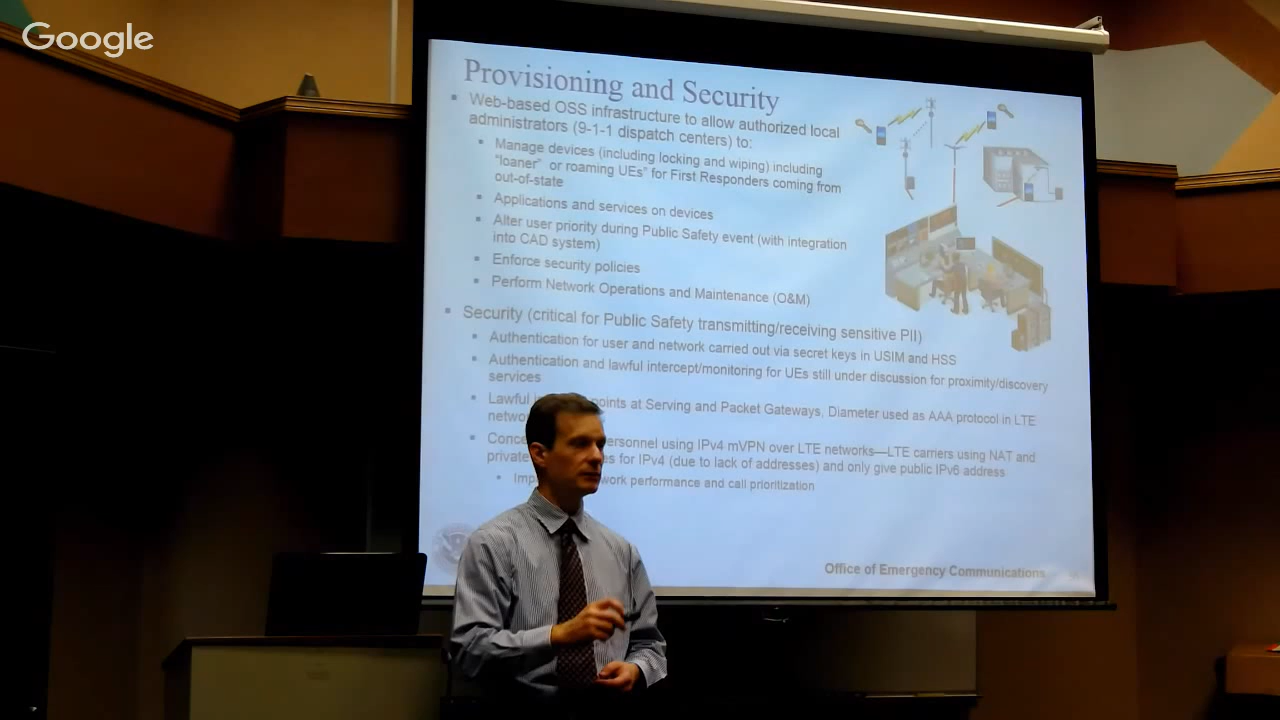 Google
Provisioning and Security
Web-based OSS infrastructure to allow authorized local
administrators (9-1-1 dispatch centers) to:
Manage devices (including locking and wiping) including
"loaner" or roaming UEs" for First Responders coming from
out-of-state
Applications and services on devices
Alter user priority during Public Safety event (with integration
into CAD system)
Enforce security policies
Perform Network Operations and Maintenance (O&M)
Security (critical for Public Safety transmitting/receiving sensitive PII)
Authentication for user and network carried out via secret keys in USIM and HSS
Authentication and lawful intercept/monitoring for UEs still under discussion for proximity/discovery
services
Lawful points at Serving and Packet Gateways, Diameter used as AAA protocol in LTE
using IPv4 mVPN over LTE networks—LTE carriers using NAT and
private for IPv4 (due to lack of addresses) and only give public IPv6 address
performance and call prioritization
Office of Emergency Communications